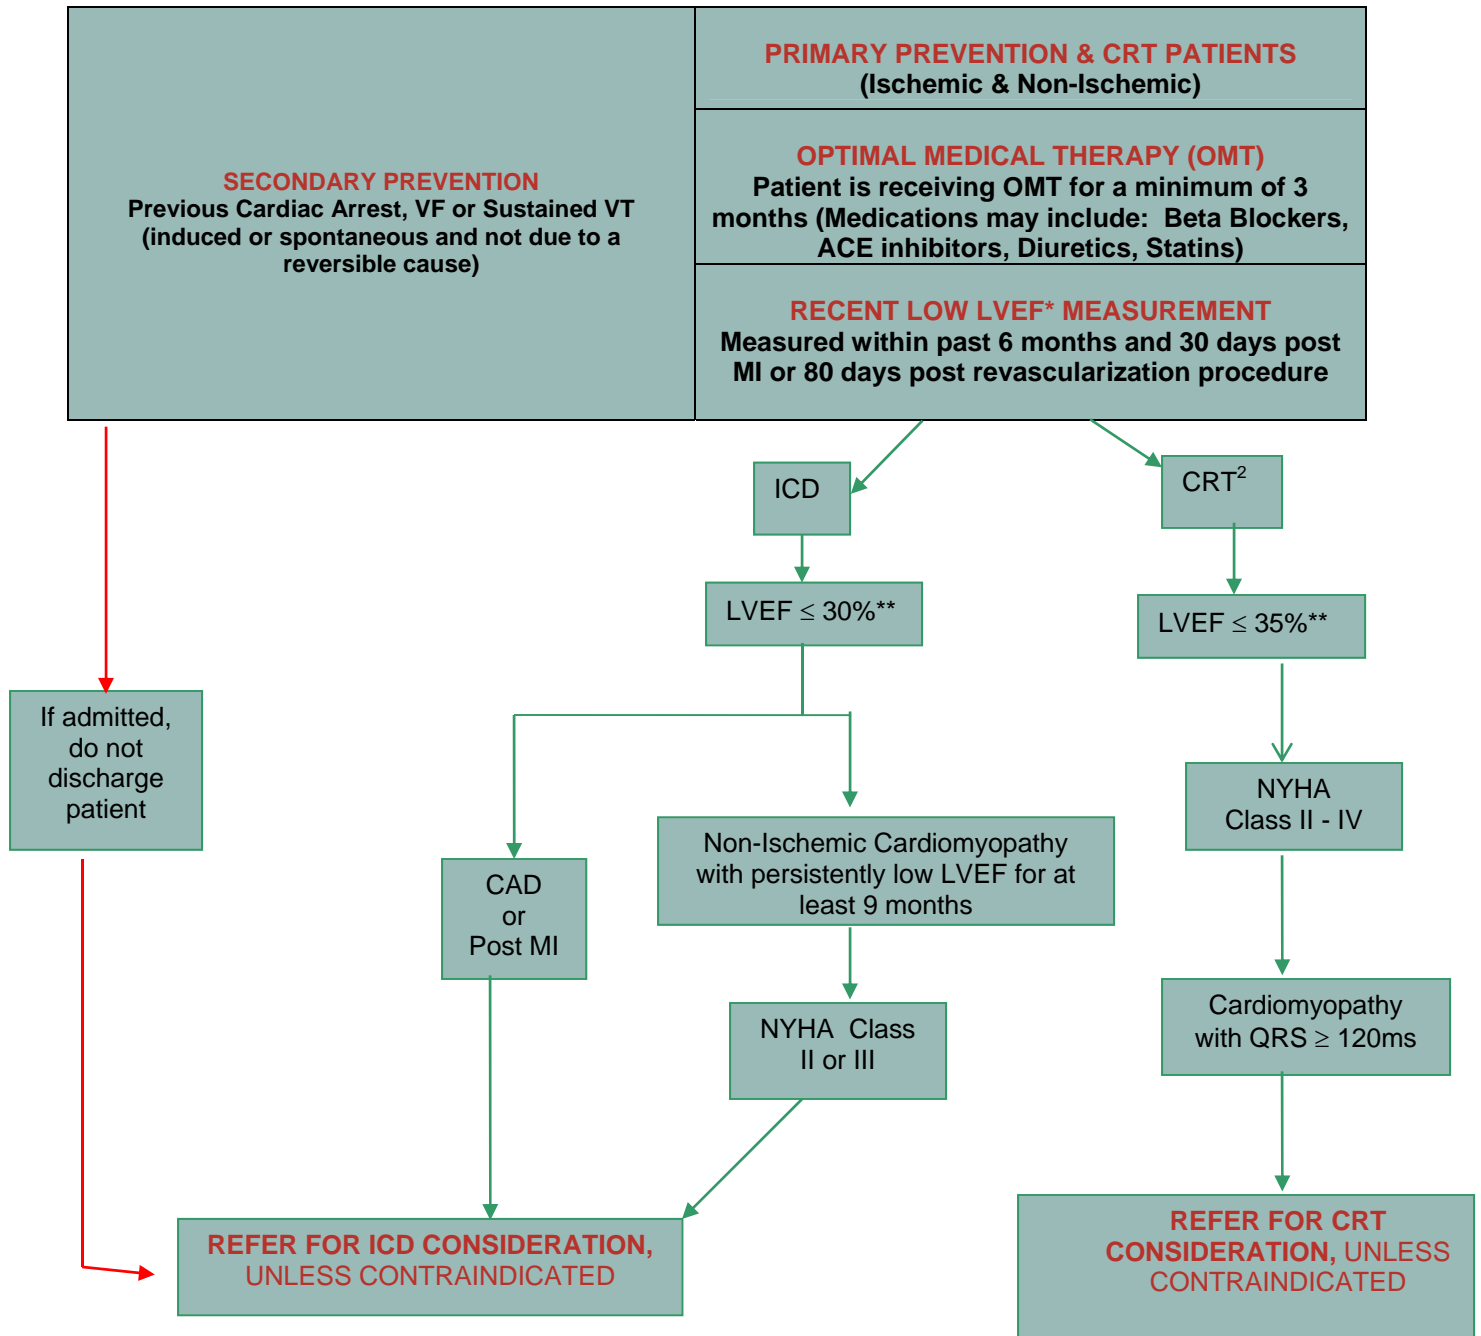 SECONDARY PREVENTION
Previous Cardiac Arrest, VF or Sustained VT
(induced or spontaneous and not due to a
reversible cause)
PRIMARY PREVENTION & CRT PATIENTS
(Ischemic & Non-Ischemic)
OPTIMAL MEDICAL THERAPY (OMT)
Patient is receiving OMT for a minimum of 3
months (Medications may include: Beta Blockers,
ACE inhibitors, Diuretics, Statins)
RECENT LOW LVEF* MEASUREMENT
Measured within past 6 months and 30 days post
MI or 80 days post revascularization procedure
ICD
CRT²
LVEF ≤ 30%**
LVEF ≤ 35%**
If admitted,
do not
discharge
patient
NYHA
Class II - IV
Non-Ischemic Cardiomyopathy
with persistently low LVEF for at
least 9 months
CAD
or
Post MI
Cardiomyopathy
with QRS ≥ 120ms
NYHA Class
II or III
REFER FOR ICD CONSIDERATION,
UNLESS CONTRAINDICATED
REFER FOR CRT
CONSIDERATION, UNLESS
CONTRAINDICATED